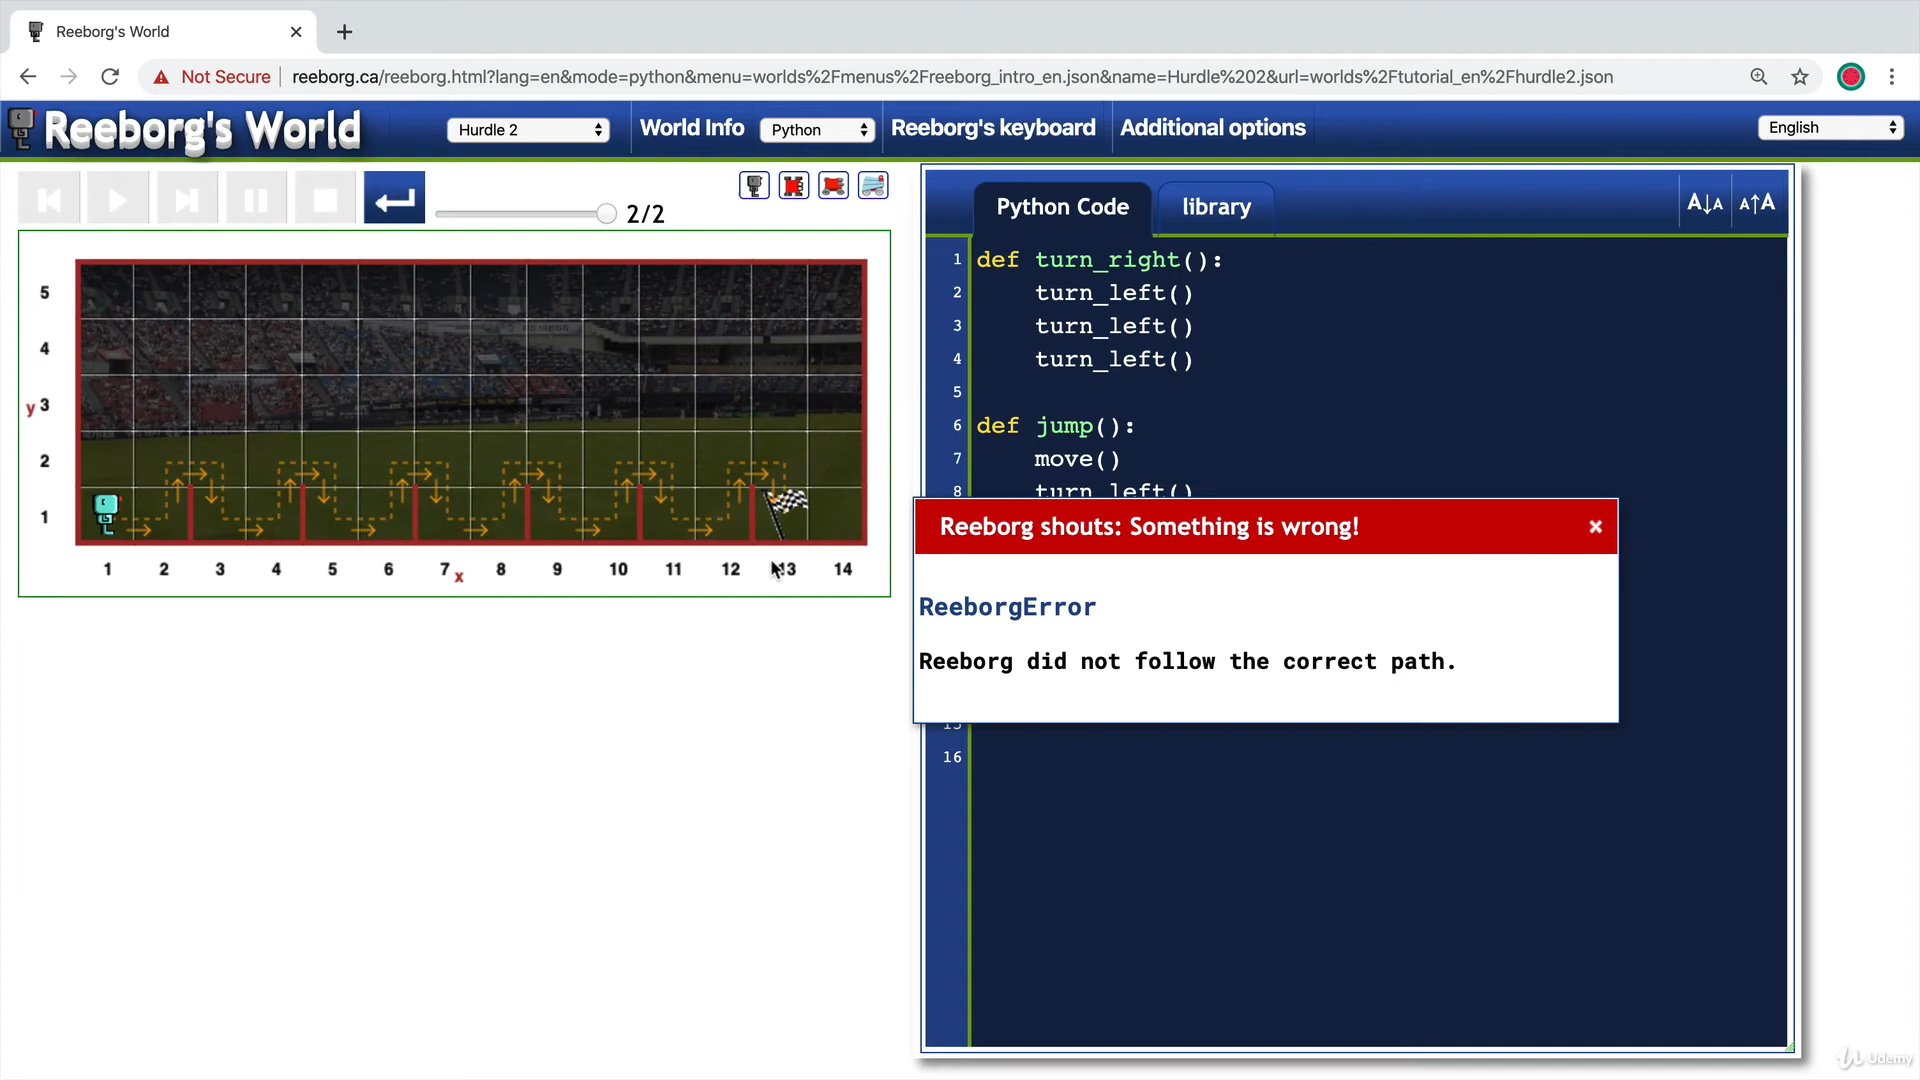 Reeborg's World
Not Secure reeborg.ca/reeborg.html?lang=en&mode=python&menu=worlds%2Fmenus%2Freeborg_intro_en.json&name=Hurdle%202&url=worlds%2Ftutorial_en%2Fhurdle2.json
Reeborg's World Hurdle 2 World Info Python Reeborg's keyboard Additional options English
2/2
Python Code library A↓A A↑A
5
4
y 3
2
1
1 2 3 4 5 6 7 x 8 9 10 11 12 13 14
1 def turn_right():
2 turn_left()
3 turn_left()
4 turn_left()
5
6 def jump():
7 move()
8 turn_left()
Reeborg shouts: Something is wrong! ×
ReeborgError
Reeborg did not follow the correct path.
15
16
Udemy